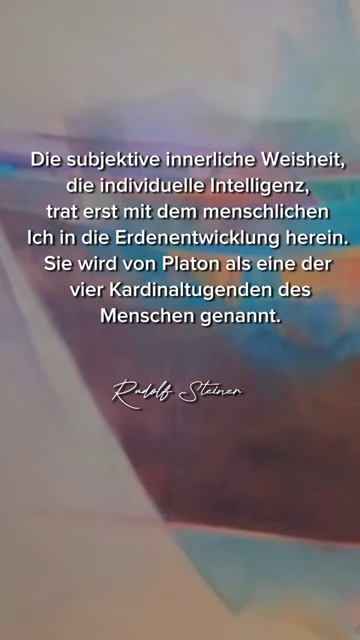 Die subjektive innerliche Weisheit,
die individuelle Intelligenz,
trat erst mit dem menschlichen
Ich in die Erdenentwicklung herein.
Sie wird von Platon als eine der
vier Kardinaltugenden des
Menschen genannt.
Rudolf Steiner